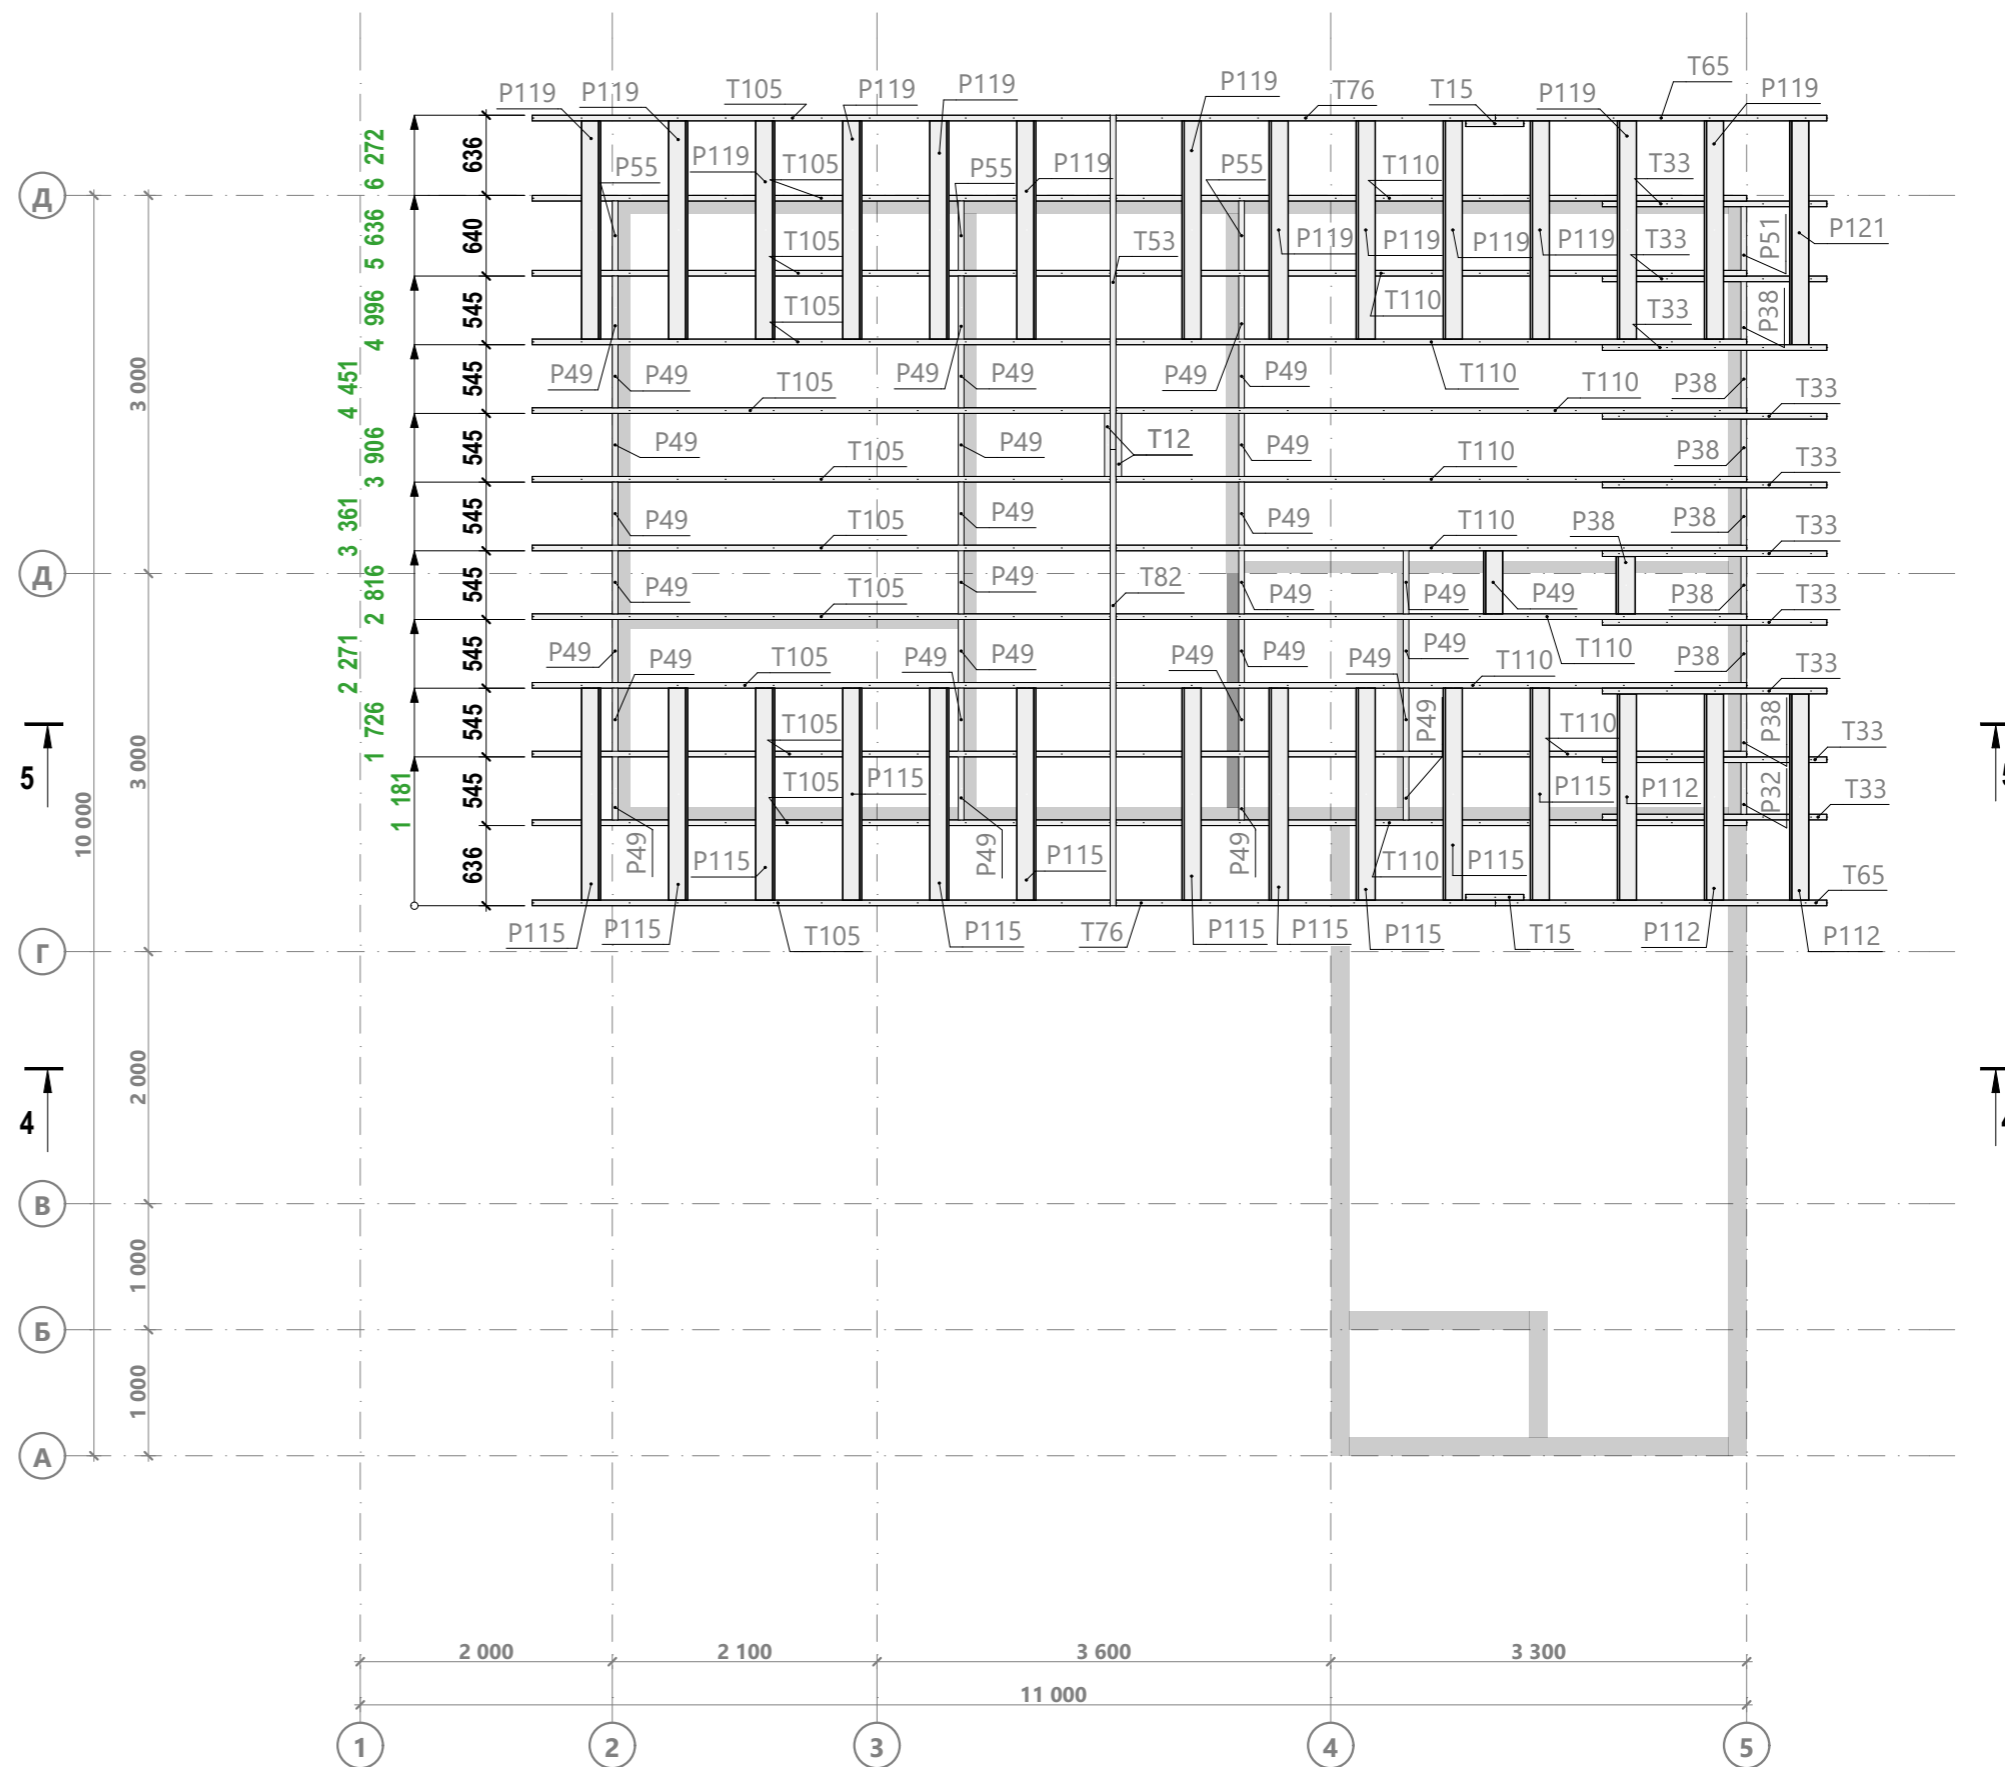 P119 P119 T105 P119 P119 P119 T76 T15 P119 T65 P119
6 272 636 P55 P119 T105 P55 P119 P55 T110 T33
Д
5 636 640 T105 T53 P119 P119 P119 P119 T33 P51 P121
4 996 545 T105 T110 T33 P38
3 000 4 451 545 P49 P49 T105 P49 P49 P49 P49 T110 T110 P38 T33
3 906 545 P49 P49 T12 P49 T105 T110 P38 T33
3 361 545 P49 T105 P49 P49 T110 P38 P38 T33
Д
2 816 545 P49 T105 P49 T82 P49 P49 P49 P38 T33
2 271 545 P49 P49 T105 P49 P49 P49 P49 P49 P49 T110 T110 P38 T33
5 1 726 545 T105 P49 T110 P38 T33 5
3 000
10 000 1 181 545 T105 P115 P115 P112 P32 T33
636 P49 P115 P49 P115 P49 T110 P115 T65
P115 P115 T105 P115 T76 P115 P115 P115 T15 P112 P112
Г
2 000
4 4
В
1 000
Б
1 000
А
2 000 2 100 3 600 3 300
11 000
1 2 3 4 5